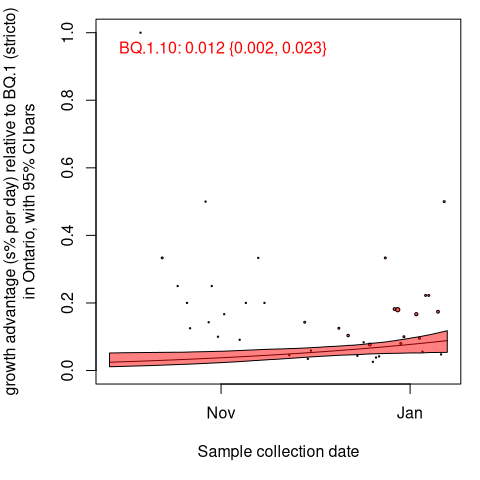 growth advantage (s% per day) relative to BQ.1 (stricto)
in Ontario, with 95% CI bars
BQ.1.10: 0.012 {0.002, 0.023}
1.0
0.8
0.6
0.4
0.2
0.0
Nov
Jan
Sample collection date